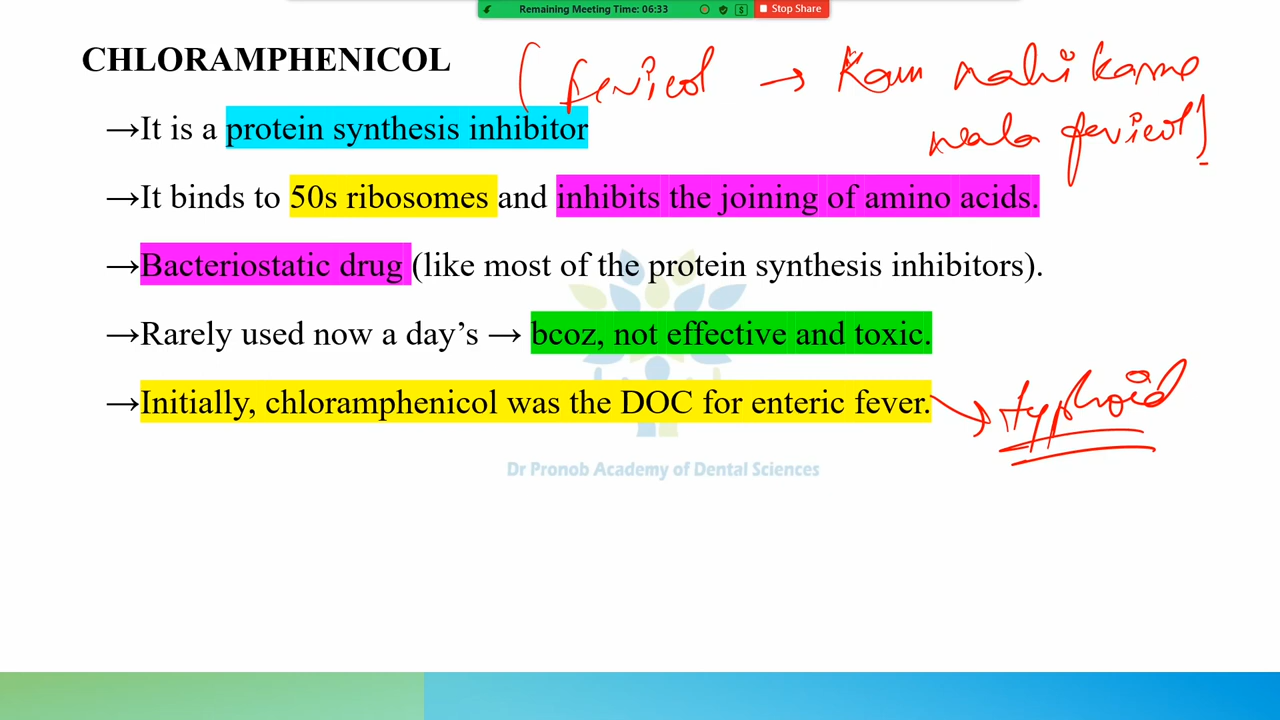 Remaining Meeting Time: 06:33 Stop Share
CHLORAMPHENICOL
(fevicol → Kam nahi karne
wala fevicol)
→It is a protein synthesis inhibitor
→It binds to 50s ribosomes and inhibits the joining of amino acids.
→Bacteriostatic drug (like most of the protein synthesis inhibitors).
→Rarely used now a day’s → bcoz, not effective and toxic.
→Initially, chloramphenicol was the DOC for enteric fever.
typhoid
Dr Pronob Academy of Dental Sciences